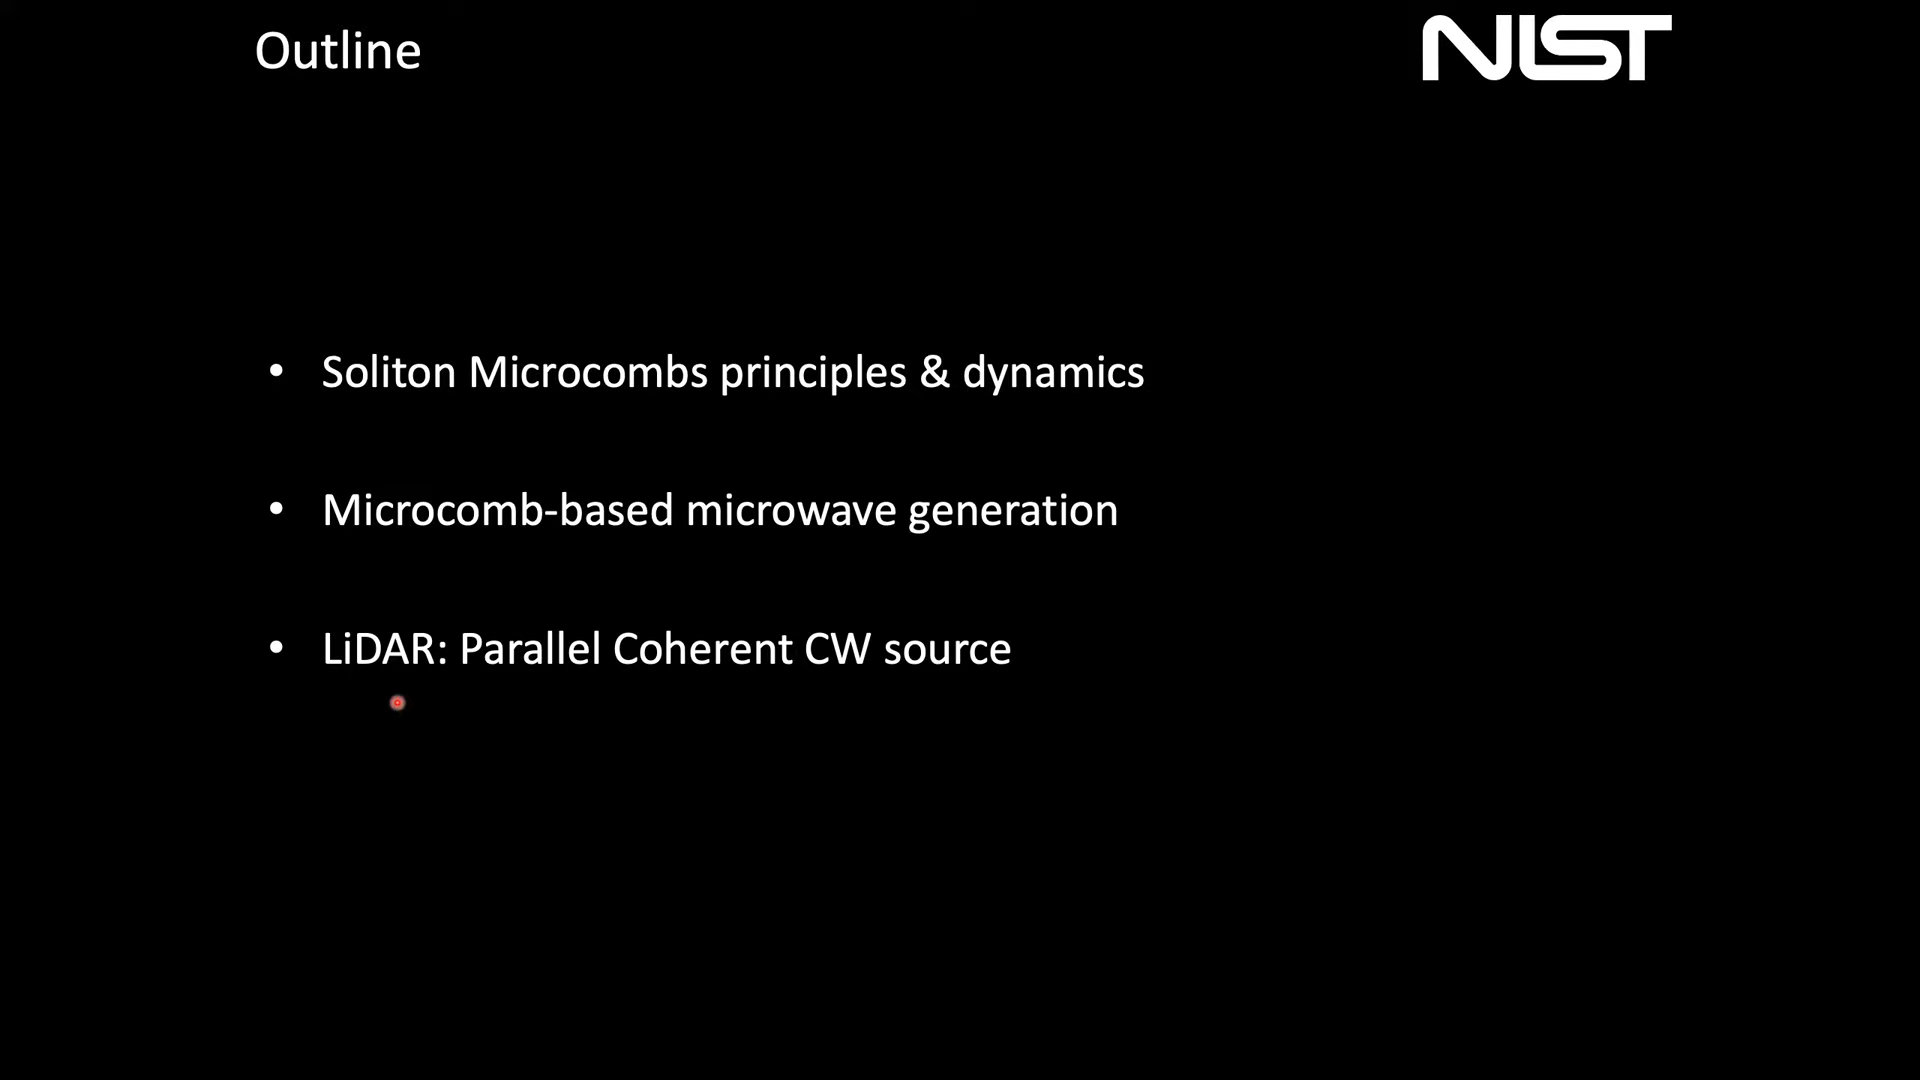 Outline
NIST
• Soliton Microcombs principles & dynamics
• Microcomb-based microwave generation
• LiDAR: Parallel Coherent CW source